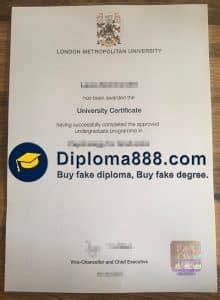 LONDON METROPOLITAN UNIVERSITY
has been awarded the
University Certificate
having successfully completed the approved
undergraduate programme in
Diploma888.com
Buy fake diploma, Buy fake degree.
Vice-Chancellor and Chief Executive